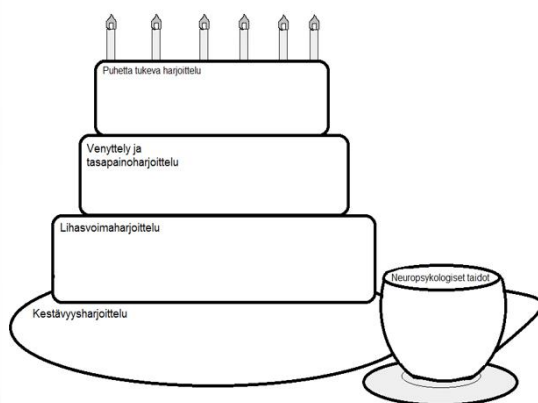 Puhetta tukeva harjoittelu
Venyttely ja
tasapainoharjoittelu
Lihasvoimaharjoittelu
Neuropsykologiset taidot
Kestävyysharjoittelu